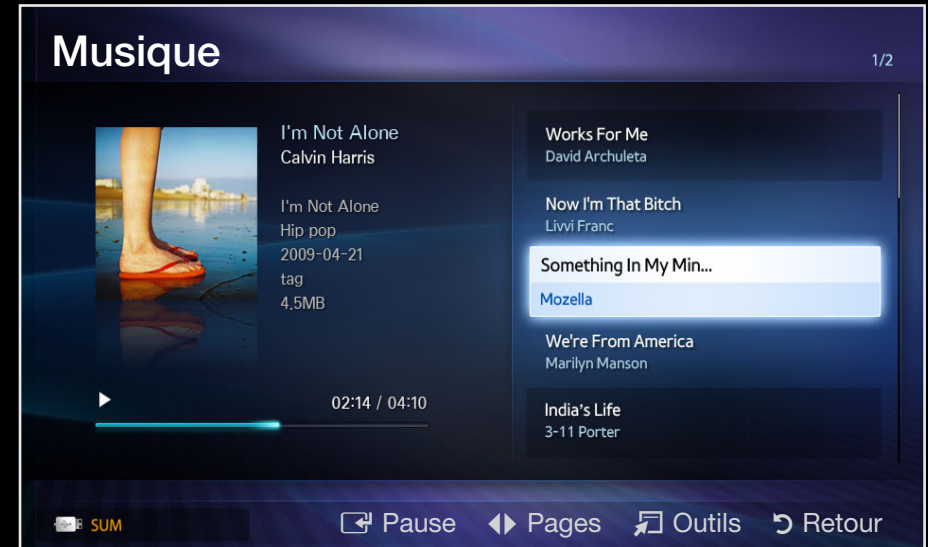 Musique
1/2
I'm Not Alone
Calvin Harris
I'm Not Alone
Hip pop
2009-04-21
tag
4.5MB
02:14 / 04:10
Works For Me
David Archuleta
Now I'm That Bitch
Livvi Franc
Something In My Min...
Mozella
We're From America
Marilyn Manson
India's Life
3-11 Porter
SUM
Pause Pages Outils Retour